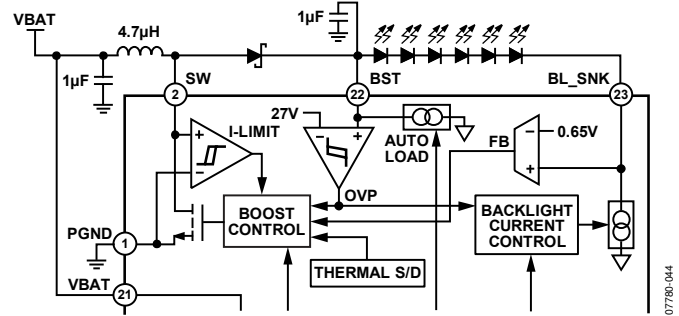 VBAT
4.7µH
1µF
1µF
SW
BST
BL_SNK
2
22
23
I-LIMIT
27V
+
–
+
–
AUTO
LOAD
FB
– 0.65V
+
OVP
BOOST
CONTROL
BACKLIGHT
CURRENT
CONTROL
PGND
1
THERMAL S/D
VBAT
21
07780-044